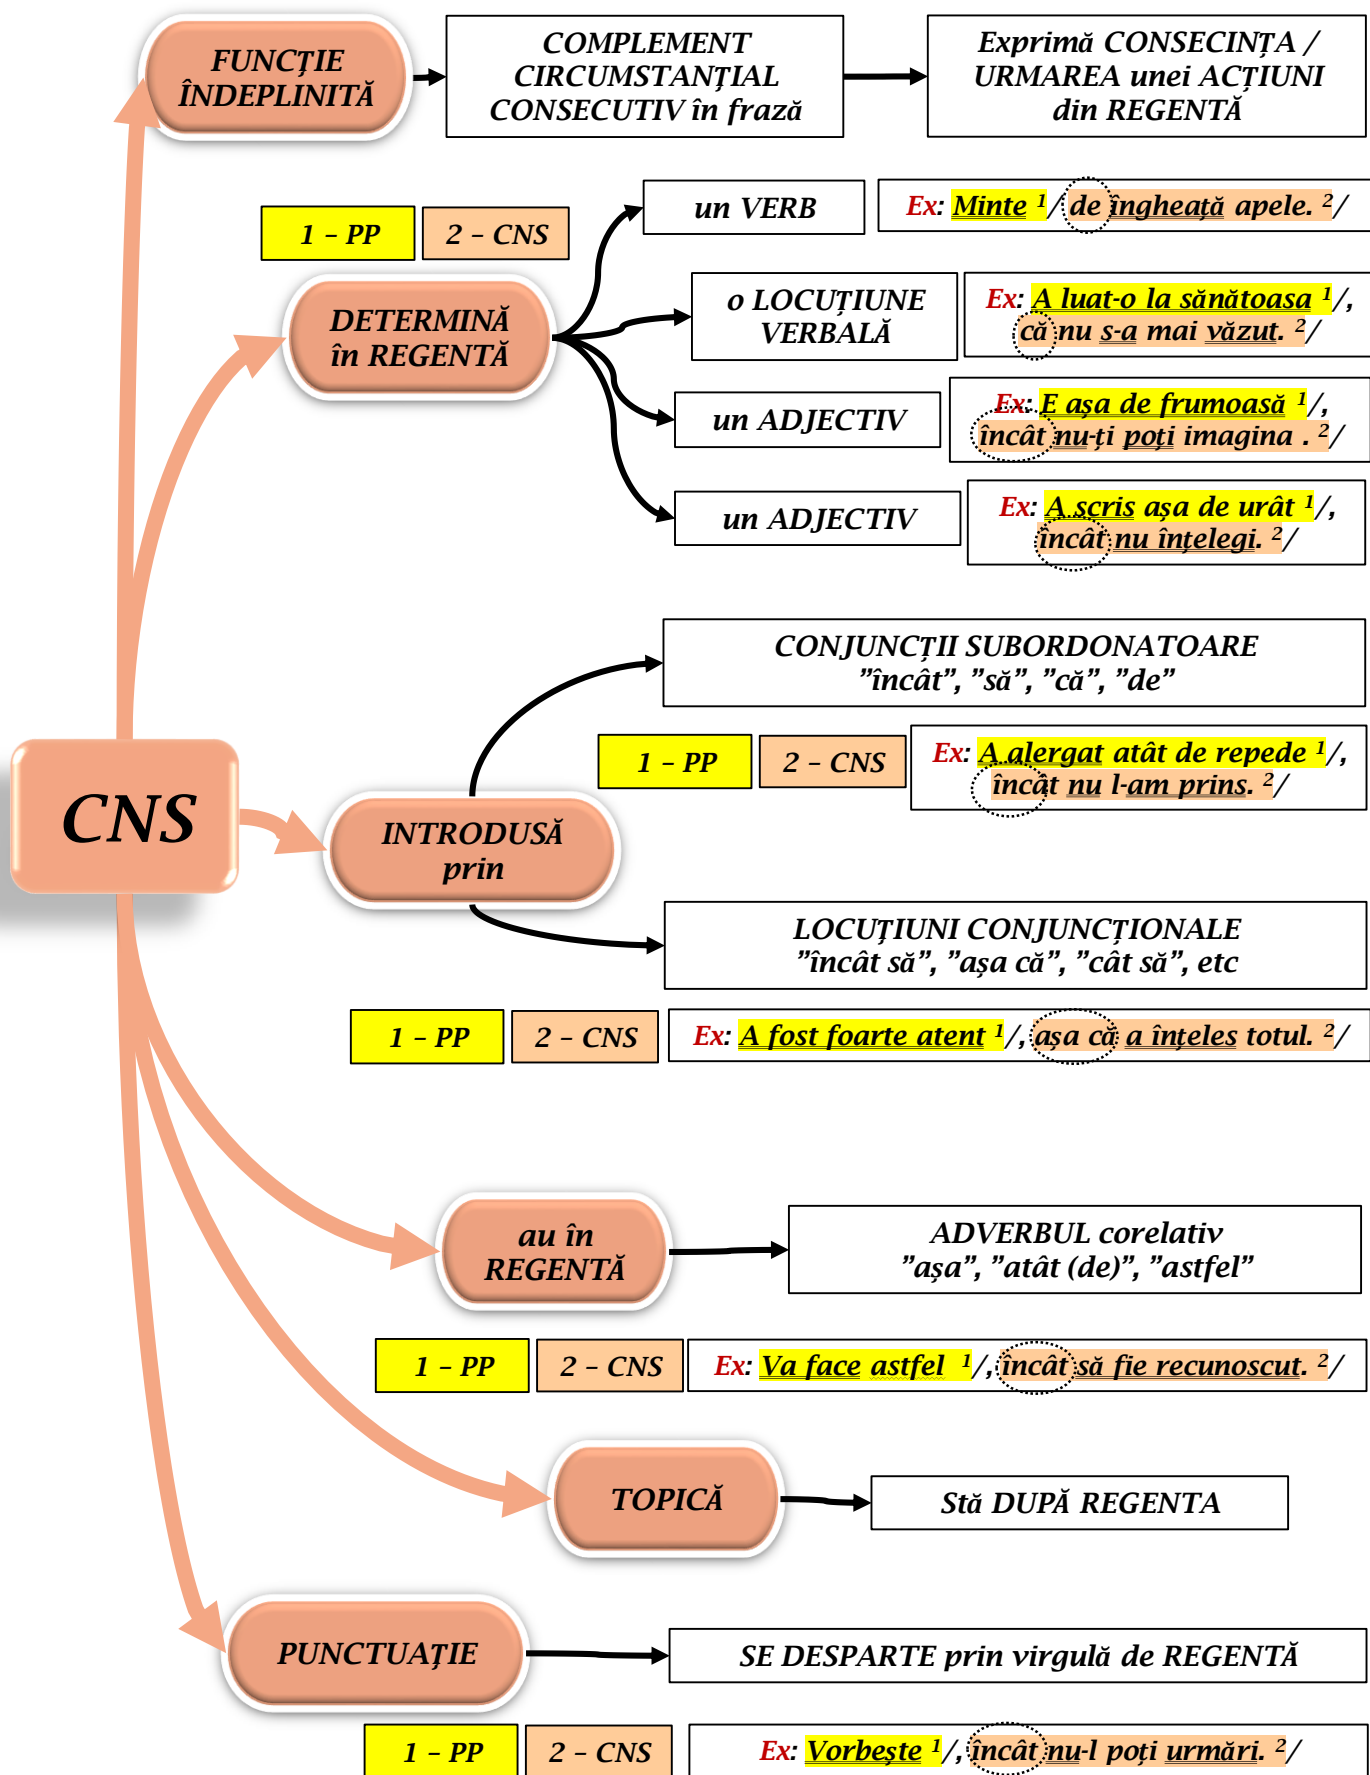 FUNCȚIE
ÎNDEPLINITĂ
COMPLEMENT
CIRCUMSTANȚIAL
CONSECUTIV în frază
Exprimă CONSECINȚA /
URMAREA unei ACȚIUNI
din REGENTĂ
1 – PP
2 – CNS
DETERMINĂ
în REGENTĂ
un VERB
Ex: Minte ¹/ de îngheață apele. ²/
o LOCUȚIUNE
VERBALĂ
Ex: A luat-o la sănătoasa ¹/,
că nu s-a mai văzut. ²/
un ADJECTIV
Ex: E așa de frumoasă ¹/,
încât nu-ți poți imagina . ²/
un ADJECTIV
Ex: A scris așa de urât ¹/,
încât nu înțelegi. ²/
CNS
INTRODUSĂ
prin
CONJUNCȚII SUBORDONATOARE
”încât”, ”să”, ”că”, ”de”
1 – PP
2 – CNS
Ex: A alergat atât de repede ¹/,
încât nu l-am prins. ²/
LOCUȚIUNI CONJUNCȚIONALE
”încât să”, ”așa că”, ”cât să”, etc
1 – PP
2 – CNS
Ex: A fost foarte atent ¹/, așa că a înțeles totul. ²/
au în
REGENTĂ
ADVERBUL corelativ
”așa”, ”atât (de)”, ”astfel”
1 – PP
2 – CNS
Ex: Va face astfel ¹/, încât să fie recunoscut. ²/
TOPICĂ
Stă DUPĂ REGENTA
PUNCTUAȚIE
SE DESPARTE prin virgulă de REGENTĂ
1 – PP
2 – CNS
Ex: Vorbește ¹/, încât nu-l poți urmări. ²/